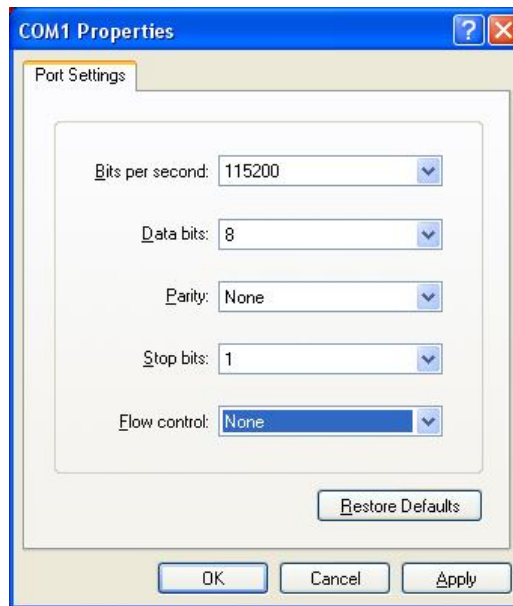 COM1 Properties
Port Settings
Bits per second: 115200
Data bits: 8
Parity: None
Stop bits: 1
Flow control: None
Restore Defaults
OK Cancel Apply